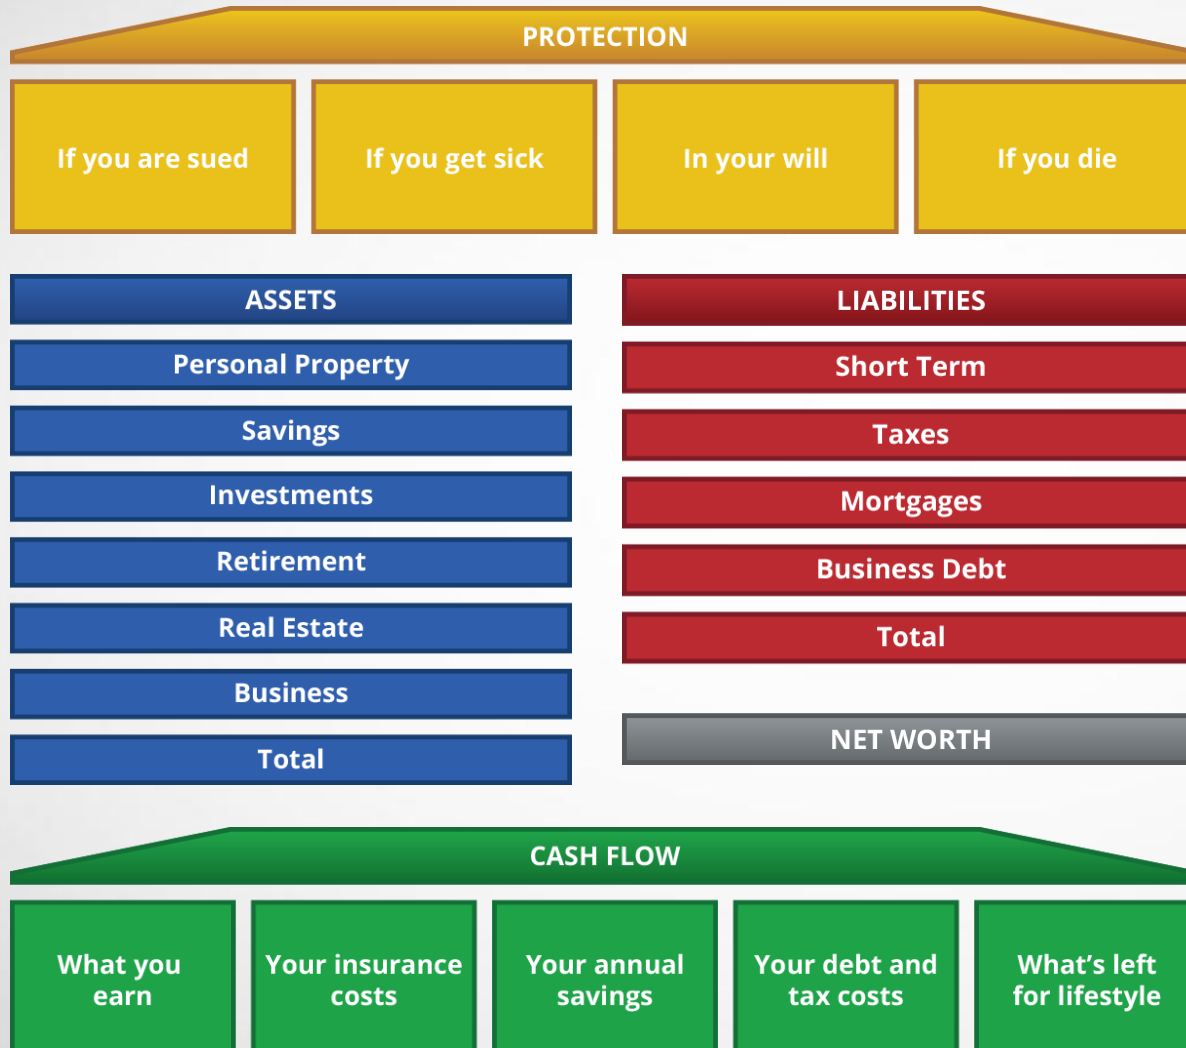 PROTECTION
If you are sued
If you get sick
In your will
If you die
ASSETS
Personal Property
Savings
Investments
Retirement
Real Estate
Business
Total
LIABILITIES
Short Term
Taxes
Mortgages
Business Debt
Total
NET WORTH
CASH FLOW
What you
earn
Your insurance
costs
Your annual
savings
Your debt and
tax costs
What’s left
for lifestyle